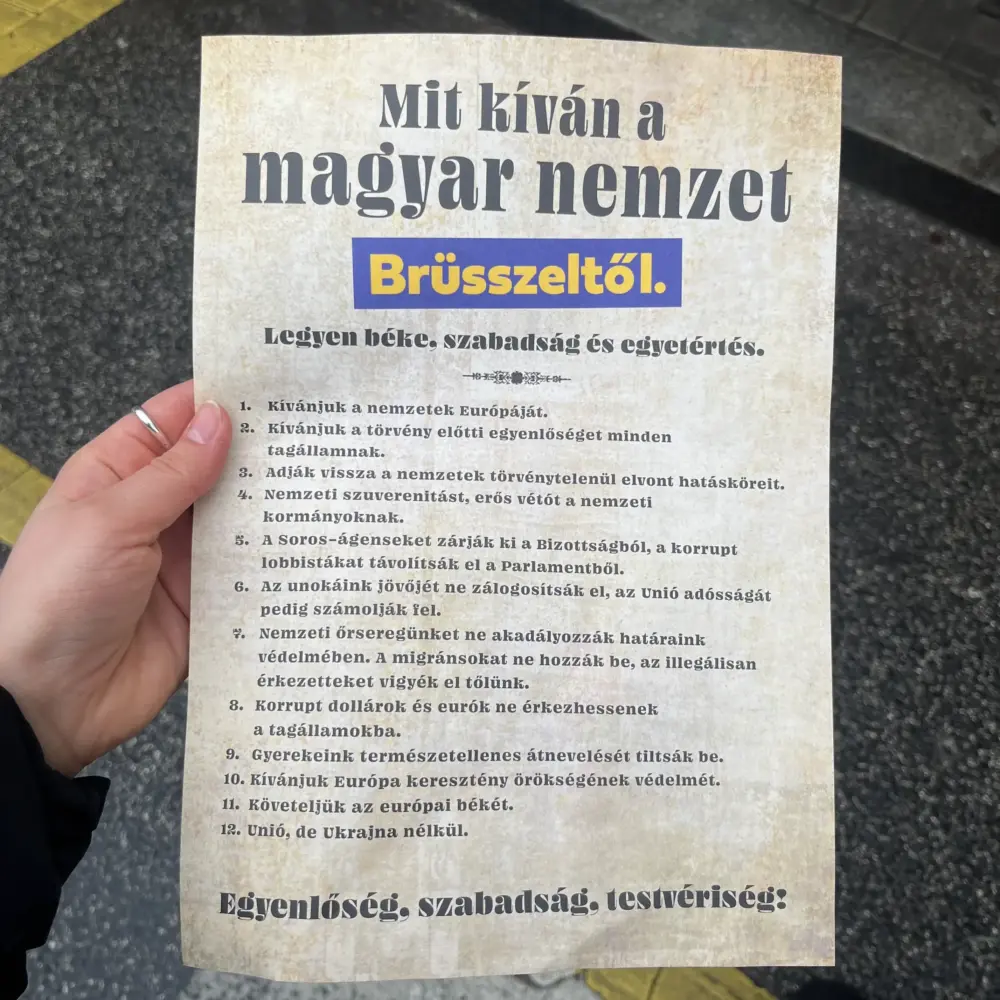 Mit kíván a
magyar nemzet
Brüsszeltől.
Legyen béke, szabadság és egyetértés.
1. Kívánjuk a nemzetek Európáját.
2. Kívánjuk a törvény előtti egyenlőséget minden
tagállamnak.
3. Adják vissza a nemzetek törvénytelenül elvont hatásköreit.
4. Nemzeti szuverenitást, erős vétót a nemzeti
kormányoknak.
5. A Soros-ágenseket zárják ki a Bizottságból, a korrupt
lobbistákat távolítsák el a Parlamentből.
6. Az unokáink jövőjét ne zálogosítsák el, az Unió adósságát
pedig számolják fel.
7. Nemzeti őrseregünket ne akadályozzák határaink
védelmében. A migránsokat ne hozzák be, az illegálisan
érkezetteket vigyék el tőlünk.
8. Korrupt dollárok és eurók ne érkezhessenek
a tagállamokba.
9. Gyerekeink természetellenes átnevelését tiltsák be.
10. Kívánjuk Európa keresztény örökségének védelmét.
11. Követeljük az európai békét.
12. Unió, de Ukrajna nélkül.
Egyenlőség, szabadság, testvériség!